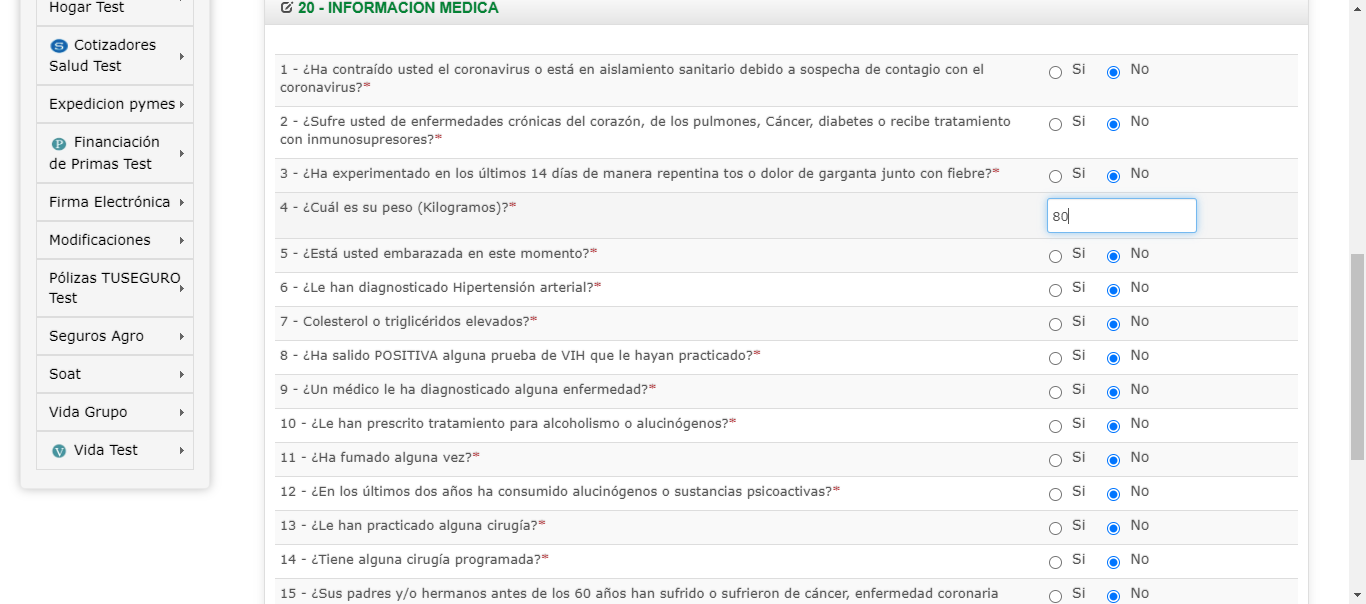 Hogar Test
Cotizadores
Salud Test
Expedicion pymes
Financiación
de Primas Test
Firma Electrónica
Modificaciones
Pólizas TUSEGURO
Test
Seguros Agro
Soat
Vida Grupo
Vida Test
20 - INFORMACION MEDICA
1 - ¿Ha contraído usted el coronavirus o está en aislamiento sanitario debido a sospecha de contagio con el
coronavirus?* Si No
2 - ¿Sufre usted de enfermedades crónicas del corazón, de los pulmones, Cáncer, diabetes o recibe tratamiento
con inmunosupresores?* Si No
3 - ¿Ha experimentado en los últimos 14 días de manera repentina tos o dolor de garganta junto con fiebre?* Si No
4 - ¿Cuál es su peso (Kilogramos)?* 80
5 - ¿Está usted embarazada en este momento?* Si No
6 - ¿Le han diagnosticado Hipertensión arterial?* Si No
7 - Colesterol o triglicéridos elevados?* Si No
8 - ¿Ha salido POSITIVA alguna prueba de VIH que le hayan practicado?* Si No
9 - ¿Un médico le ha diagnosticado alguna enfermedad?* Si No
10 - ¿Le han prescrito tratamiento para alcoholismo o alucinógenos?* Si No
11 - ¿Ha fumado alguna vez?* Si No
12 - ¿En los últimos dos años ha consumido alucinógenos o sustancias psicoactivas?* Si No
13 - ¿Le han practicado alguna cirugía?* Si No
14 - ¿Tiene alguna cirugía programada?* Si No
15 - ¿Sus padres y/o hermanos antes de los 60 años han sufrido o sufrieron de cáncer, enfermedad coronaria Si No